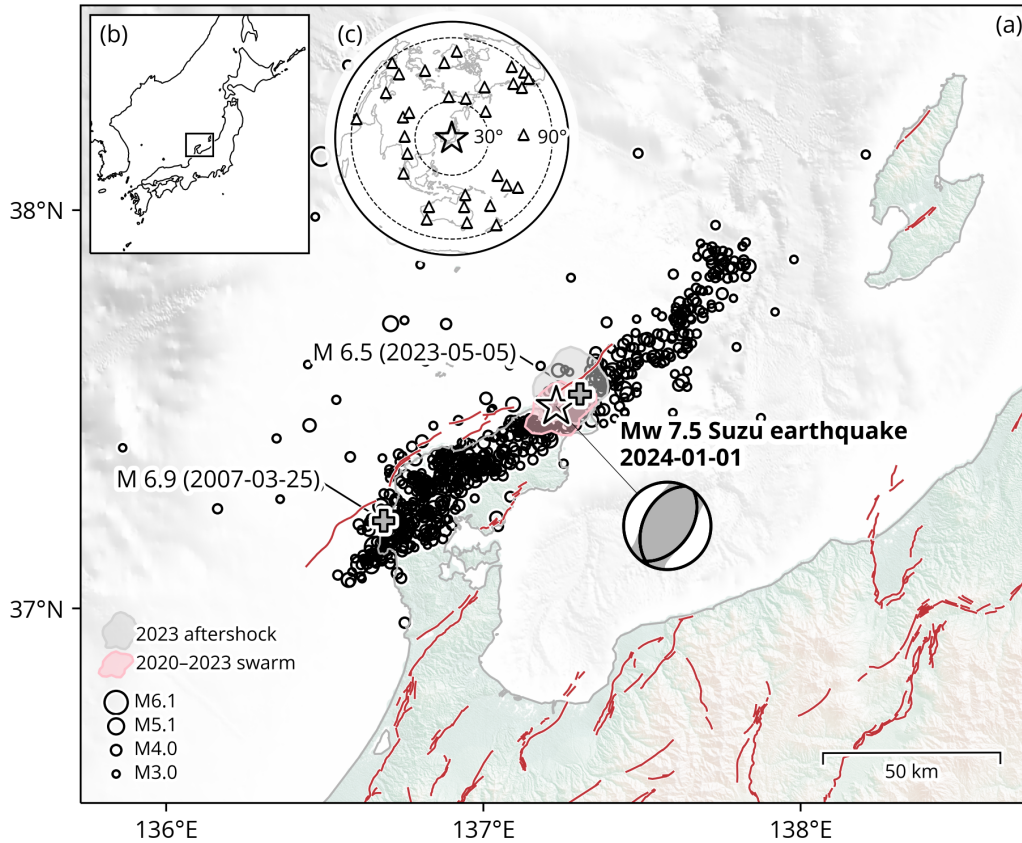 (b)
(c)
(a)
30°
90°
38°N
M 6.5 (2023-05-05)
Mw 7.5 Suzu earthquake
2024-01-01
M 6.9 (2007-03-25)
37°N
2023 aftershock
2020–2023 swarm
M6.1
M5.1
M4.0
M3.0
50 km
136°E
137°E
138°E